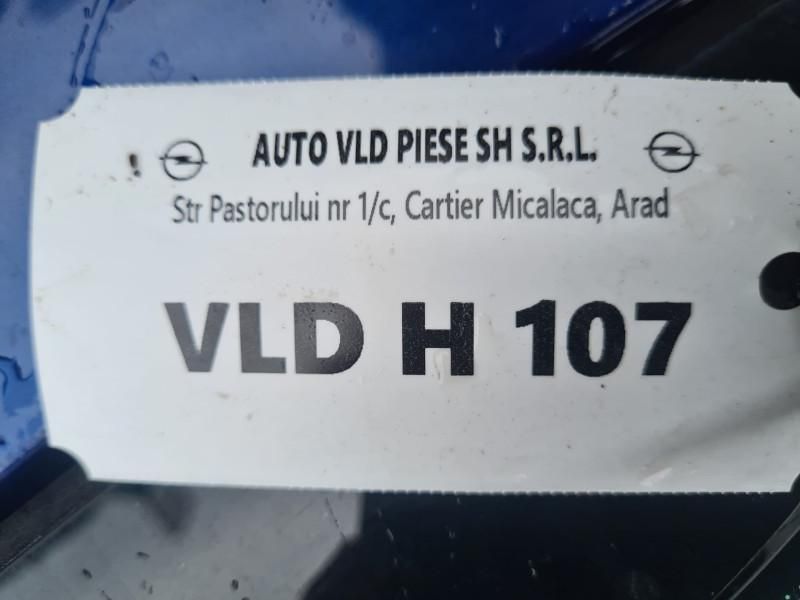 AUTO VLD PIESE SH S.R.L.
Str Pastorului nr 1/c, Cartier Micalaca, Arad
VLD H 107